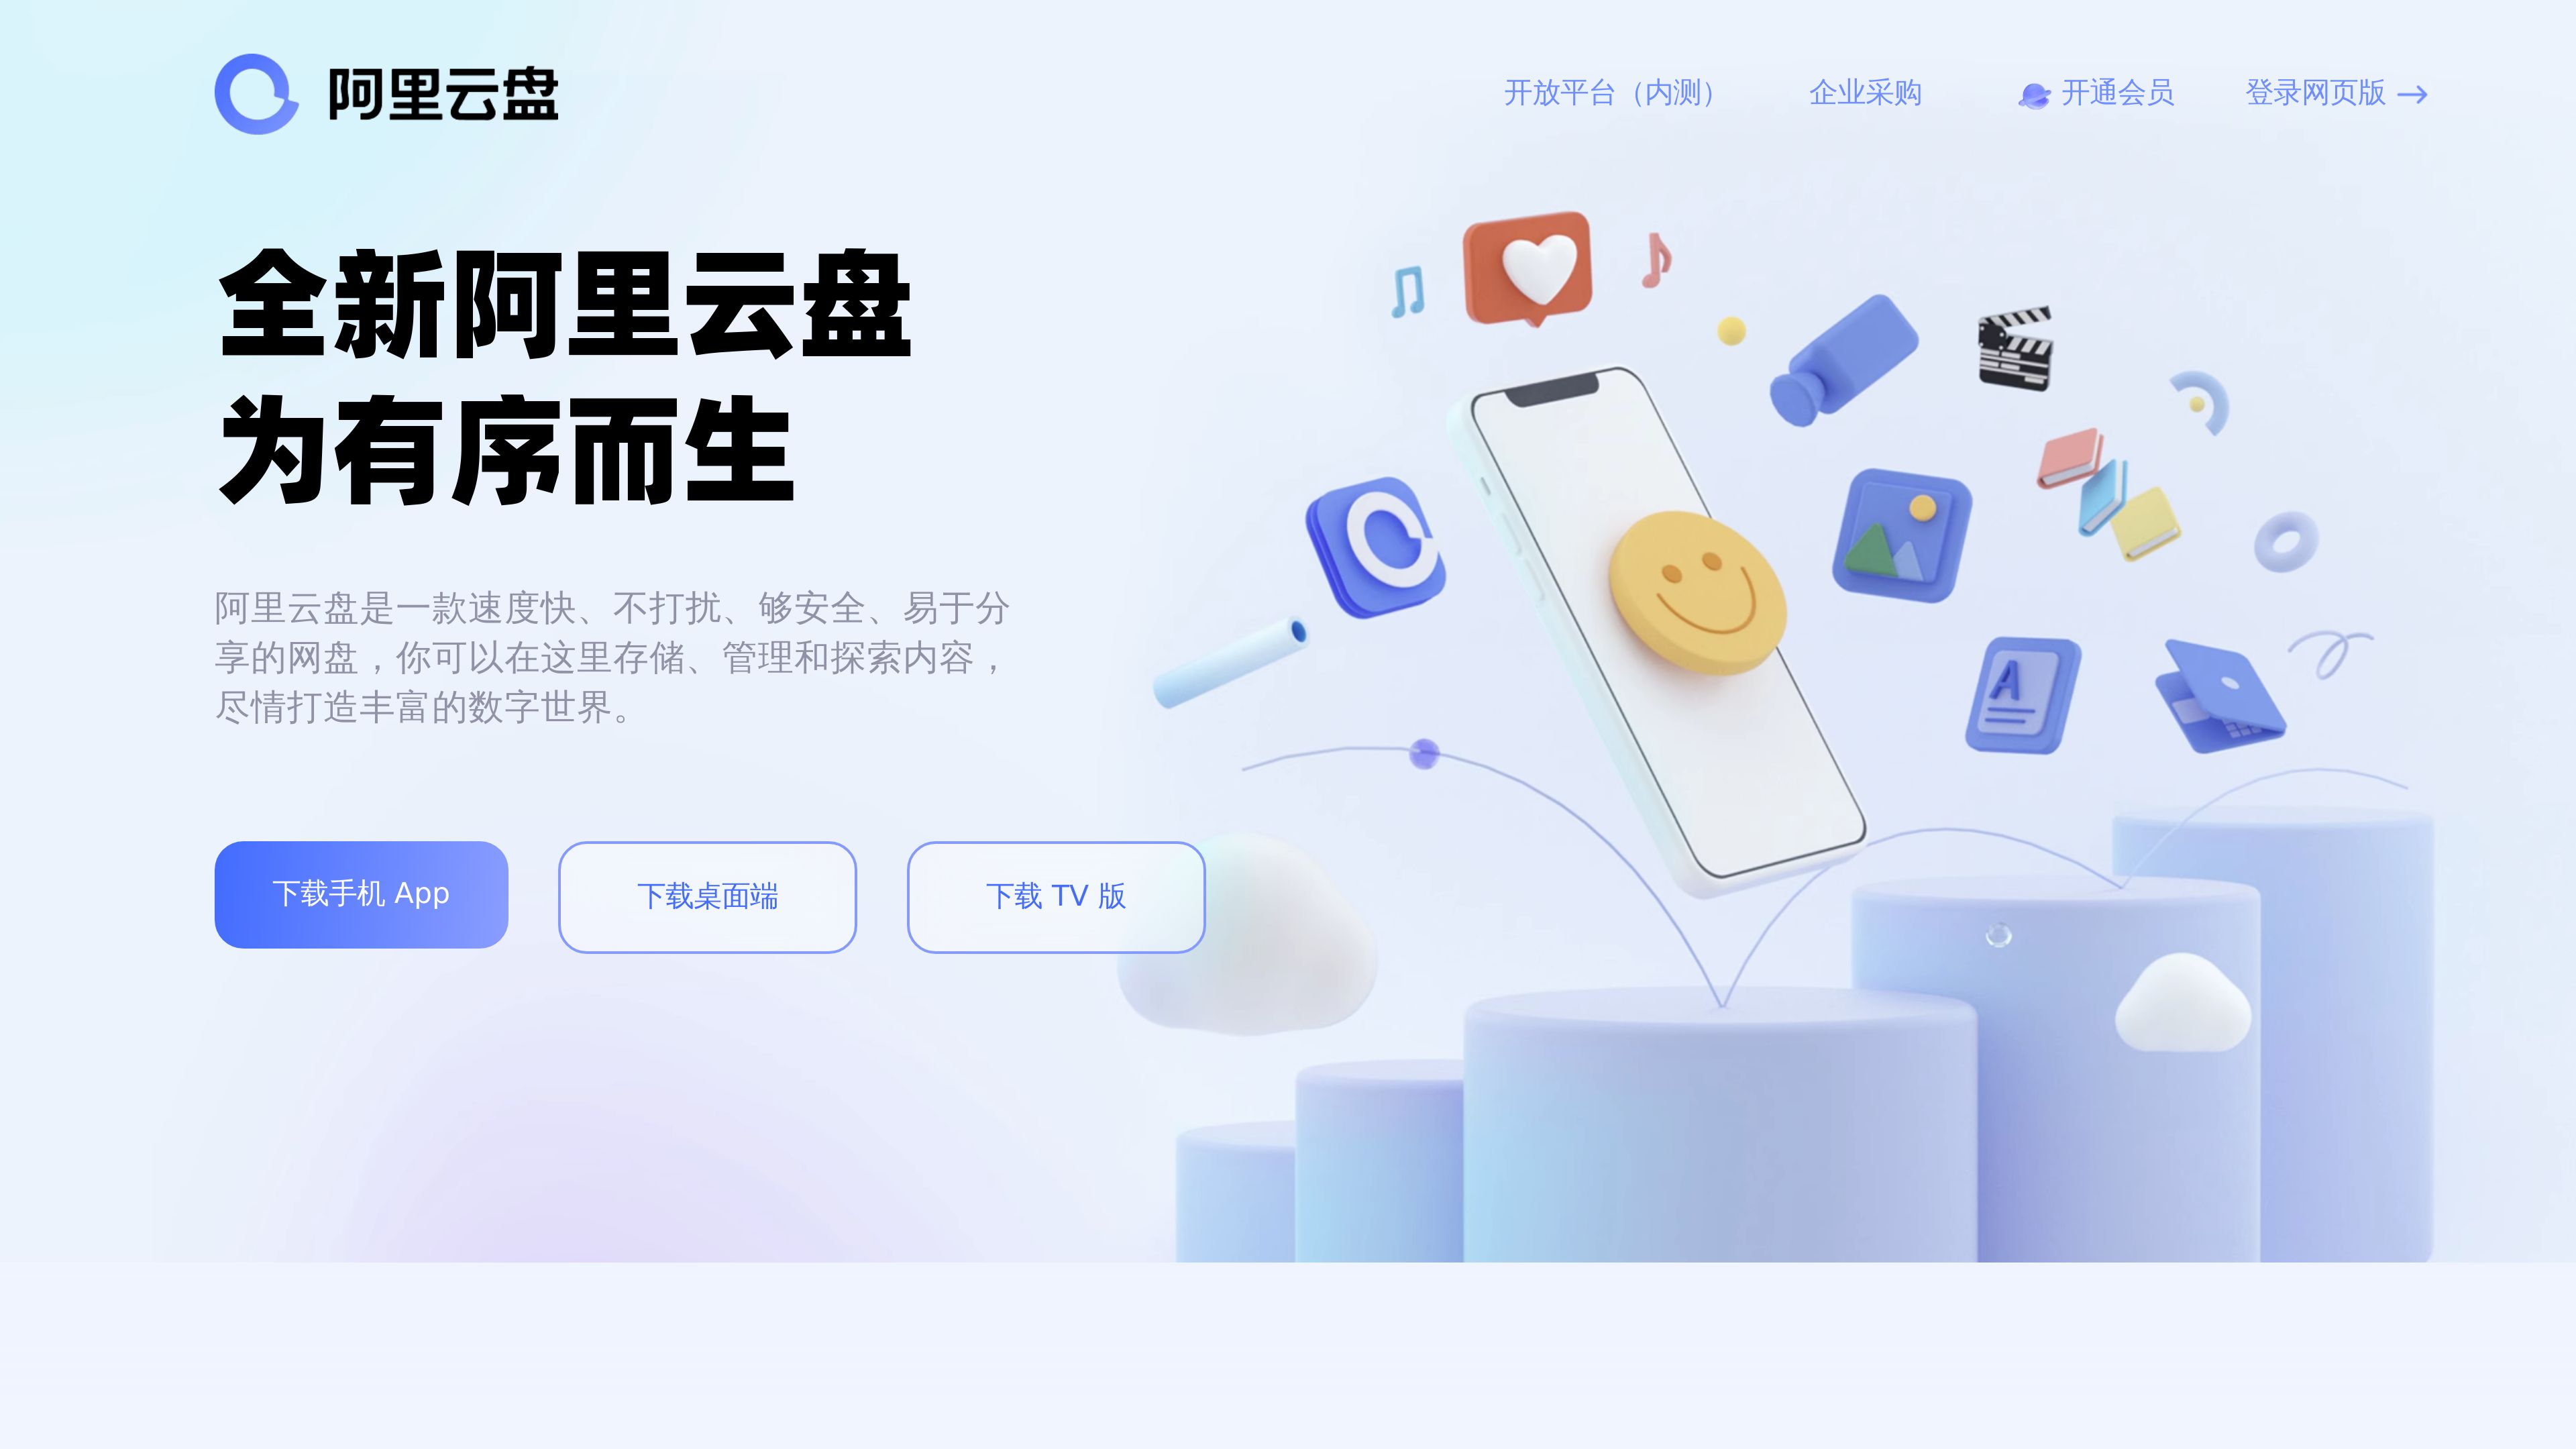 阿里云盘
开放平台（内测）
企业采购
开通会员
登录网页版 →
全新阿里云盘
为有序而生
阿里云盘是一款速度快、不打扰、够安全、易于分
享的网盘，你可以在这里存储、管理和探索内容，
尽情打造丰富的数字世界。
下载手机 App
下载桌面端
下载 TV 版
A